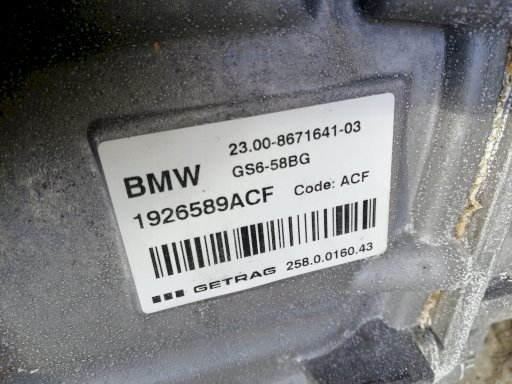 23.00-8671641-03
BMW GS6-58BG
1926589ACF Code: ACF
GETRAG 258.0.0160.43